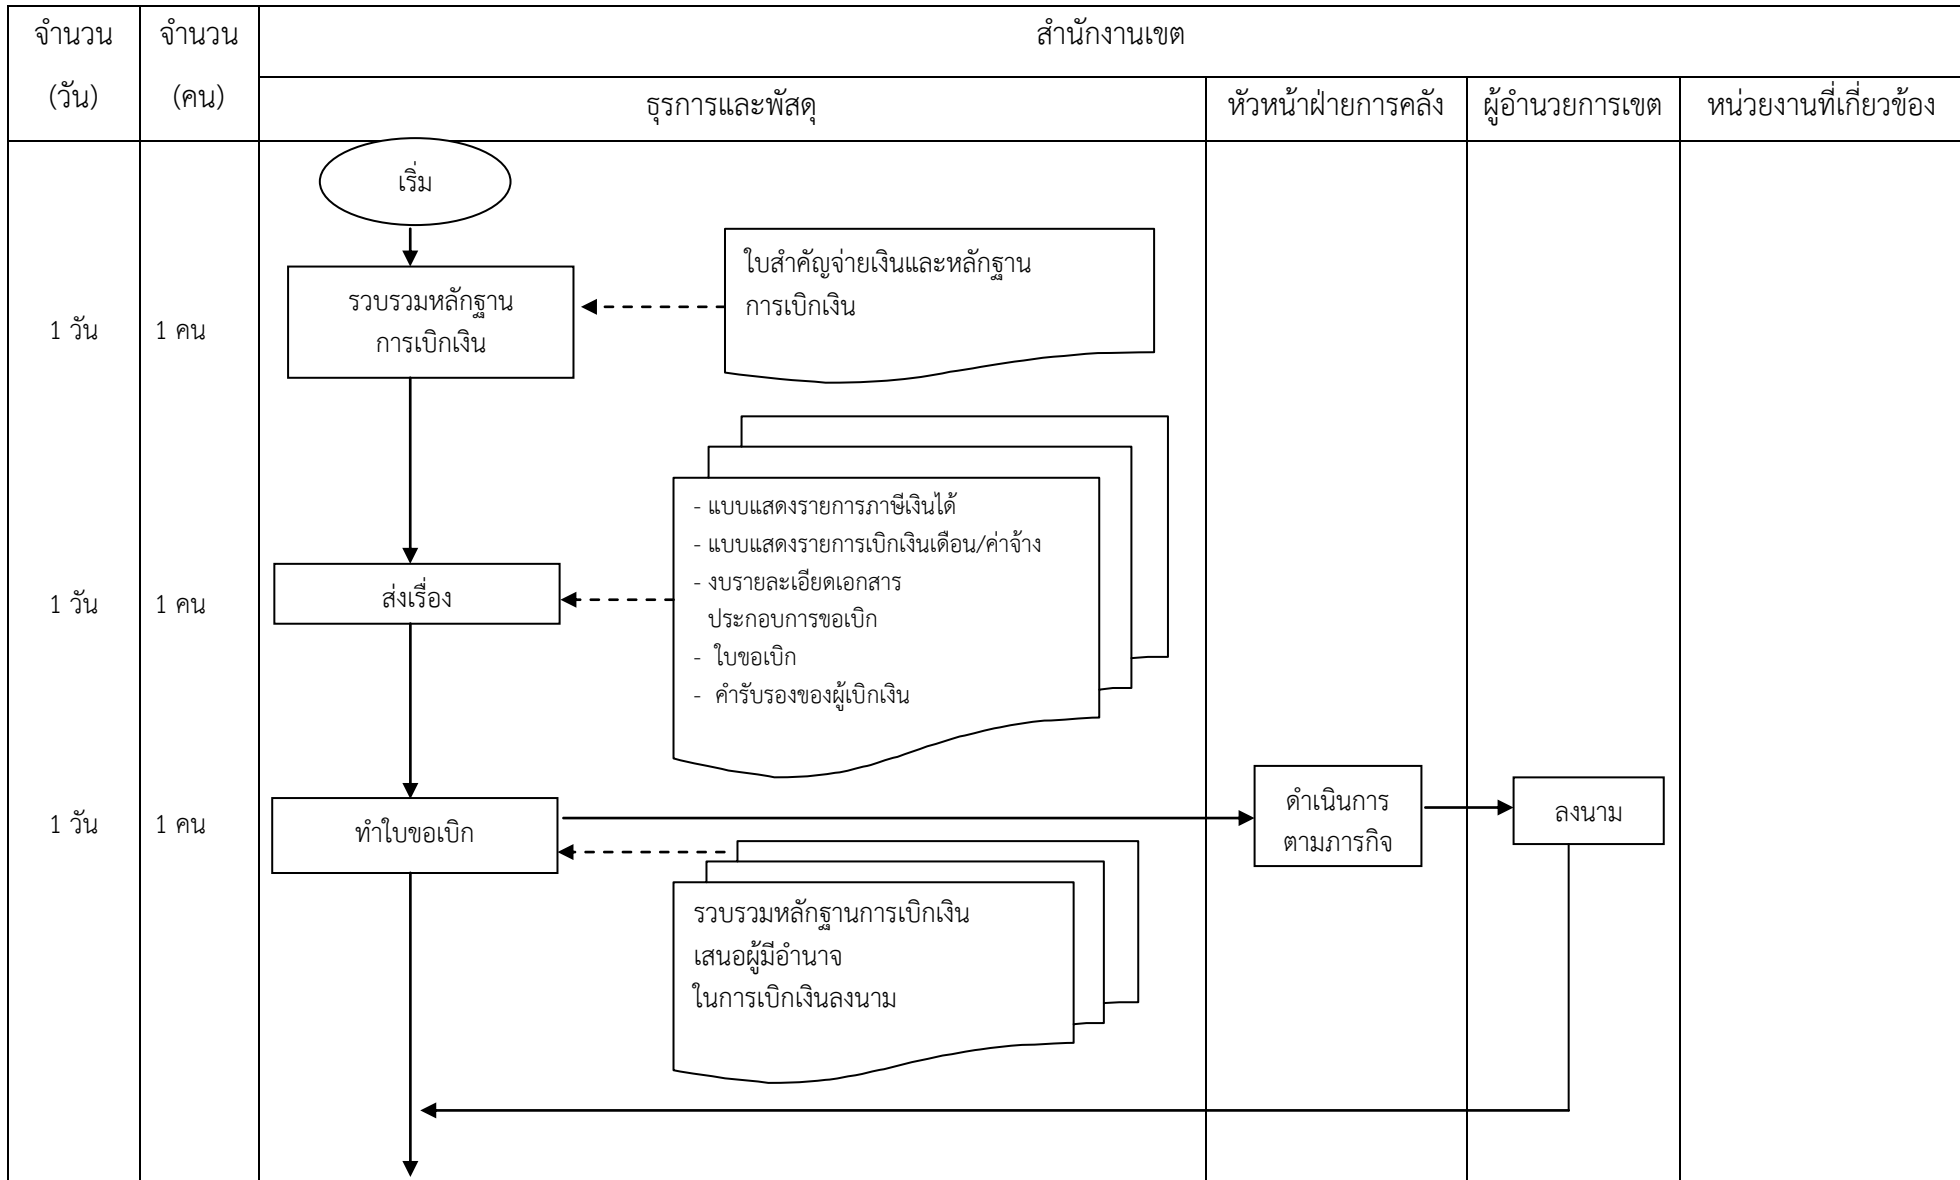 จำนวน
(วัน)
จำนวน
(คน)
สำนักงานเขต
ธุรการและพัสดุ
หัวหน้าฝ่ายการคลัง
ผู้อำนวยการเขต
หน่วยงานที่เกี่ยวข้อง
เริ่ม
1 วัน
1 คน
รวบรวมหลักฐาน
การเบิกเงิน
ใบสำคัญจ่ายเงินและหลักฐาน
การเบิกเงิน
1 วัน
1 คน
ส่งเรื่อง
- แบบแสดงรายการภาษีเงินได้
- แบบแสดงรายการเบิกเงินเดือน/ค่าจ้าง
- งบรายละเอียดเอกสาร
ประกอบการขอเบิก
- ใบขอเบิก
- คำรับรองของผู้เบิกเงิน
1 วัน
1 คน
ทำใบขอเบิก
ดำเนินการ
ตามภารกิจ
ลงนาม
รวบรวมหลักฐานการเบิกเงิน
เสนอผู้มีอำนาจ
ในการเบิกเงินลงนาม